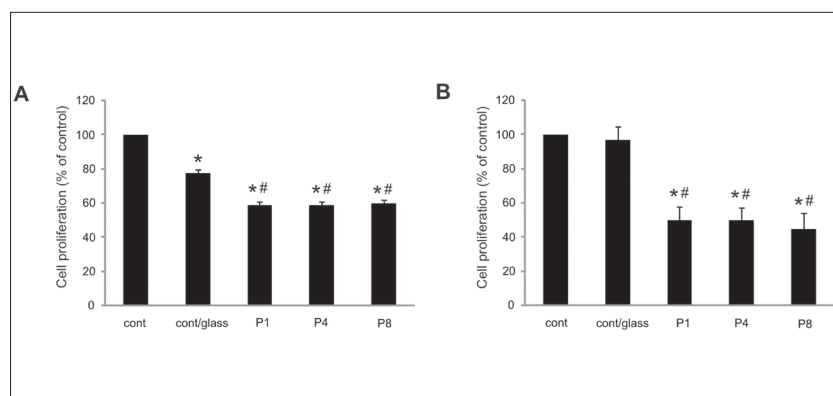 A
B
Cell proliferation (% of control)
120
100
80
60
40
20
0
*
*#
*#
*#
cont
cont/glass
P1
P4
P8
Cell proliferation (% of control)
120
100
80
60
40
20
0
*#
*#
*#
cont
cont/glass
P1
P4
P8